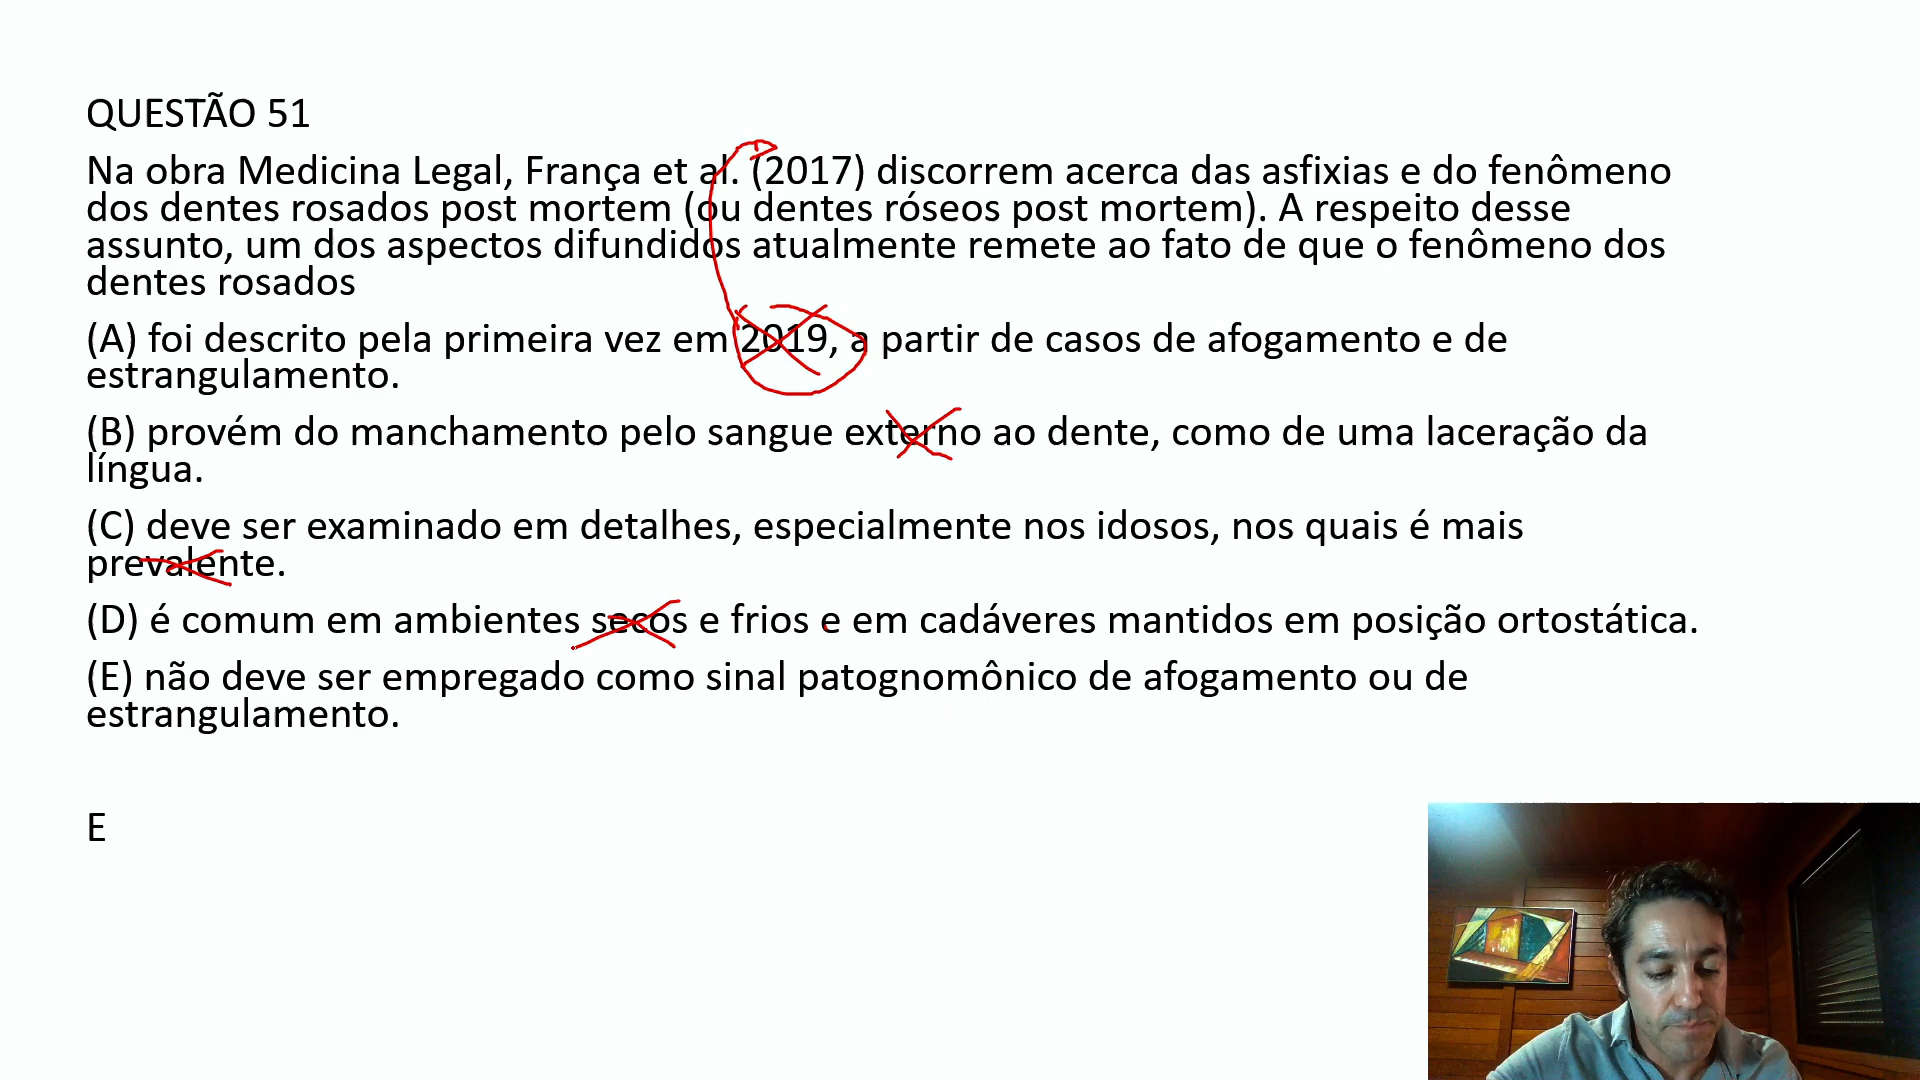 QUESTÃO 51
Na obra Medicina Legal, França et al. (2017) discorrem acerca das asfixias e do fenômeno
dos dentes rosados post mortem (ou dentes róseos post mortem). A respeito desse
assunto, um dos aspectos difundidos atualmente remete ao fato de que o fenômeno dos
dentes rosados
(A) foi descrito pela primeira vez em 2019, a partir de casos de afogamento e de
estrangulamento.
(B) provém do manchamento pelo sangue externo ao dente, como de uma laceração da
língua.
(C) deve ser examinado em detalhes, especialmente nos idosos, nos quais é mais
prevalente.
(D) é comum em ambientes secos e frios e em cadáveres mantidos em posição ortostática.
(E) não deve ser empregado como sinal patognomônico de afogamento ou de
estrangulamento.
E